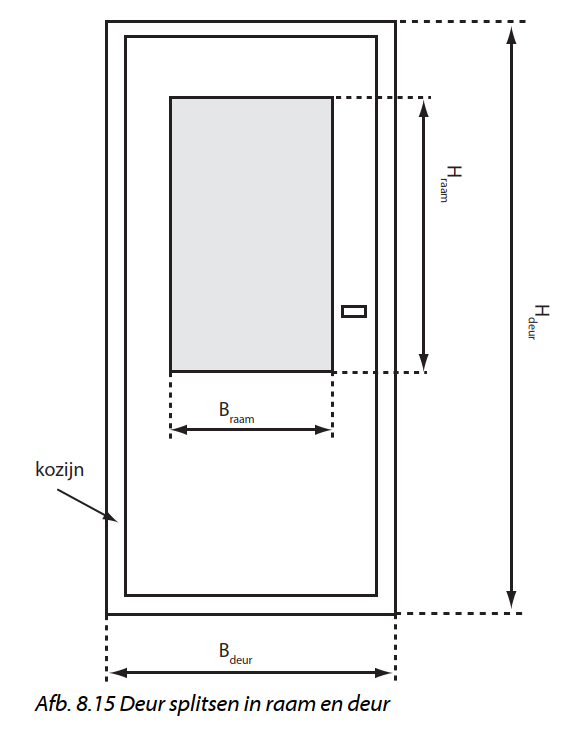 H raam
H deur
B raam
kozijn
B deur
Afb. 8.15 Deur splitsen in raam en deur